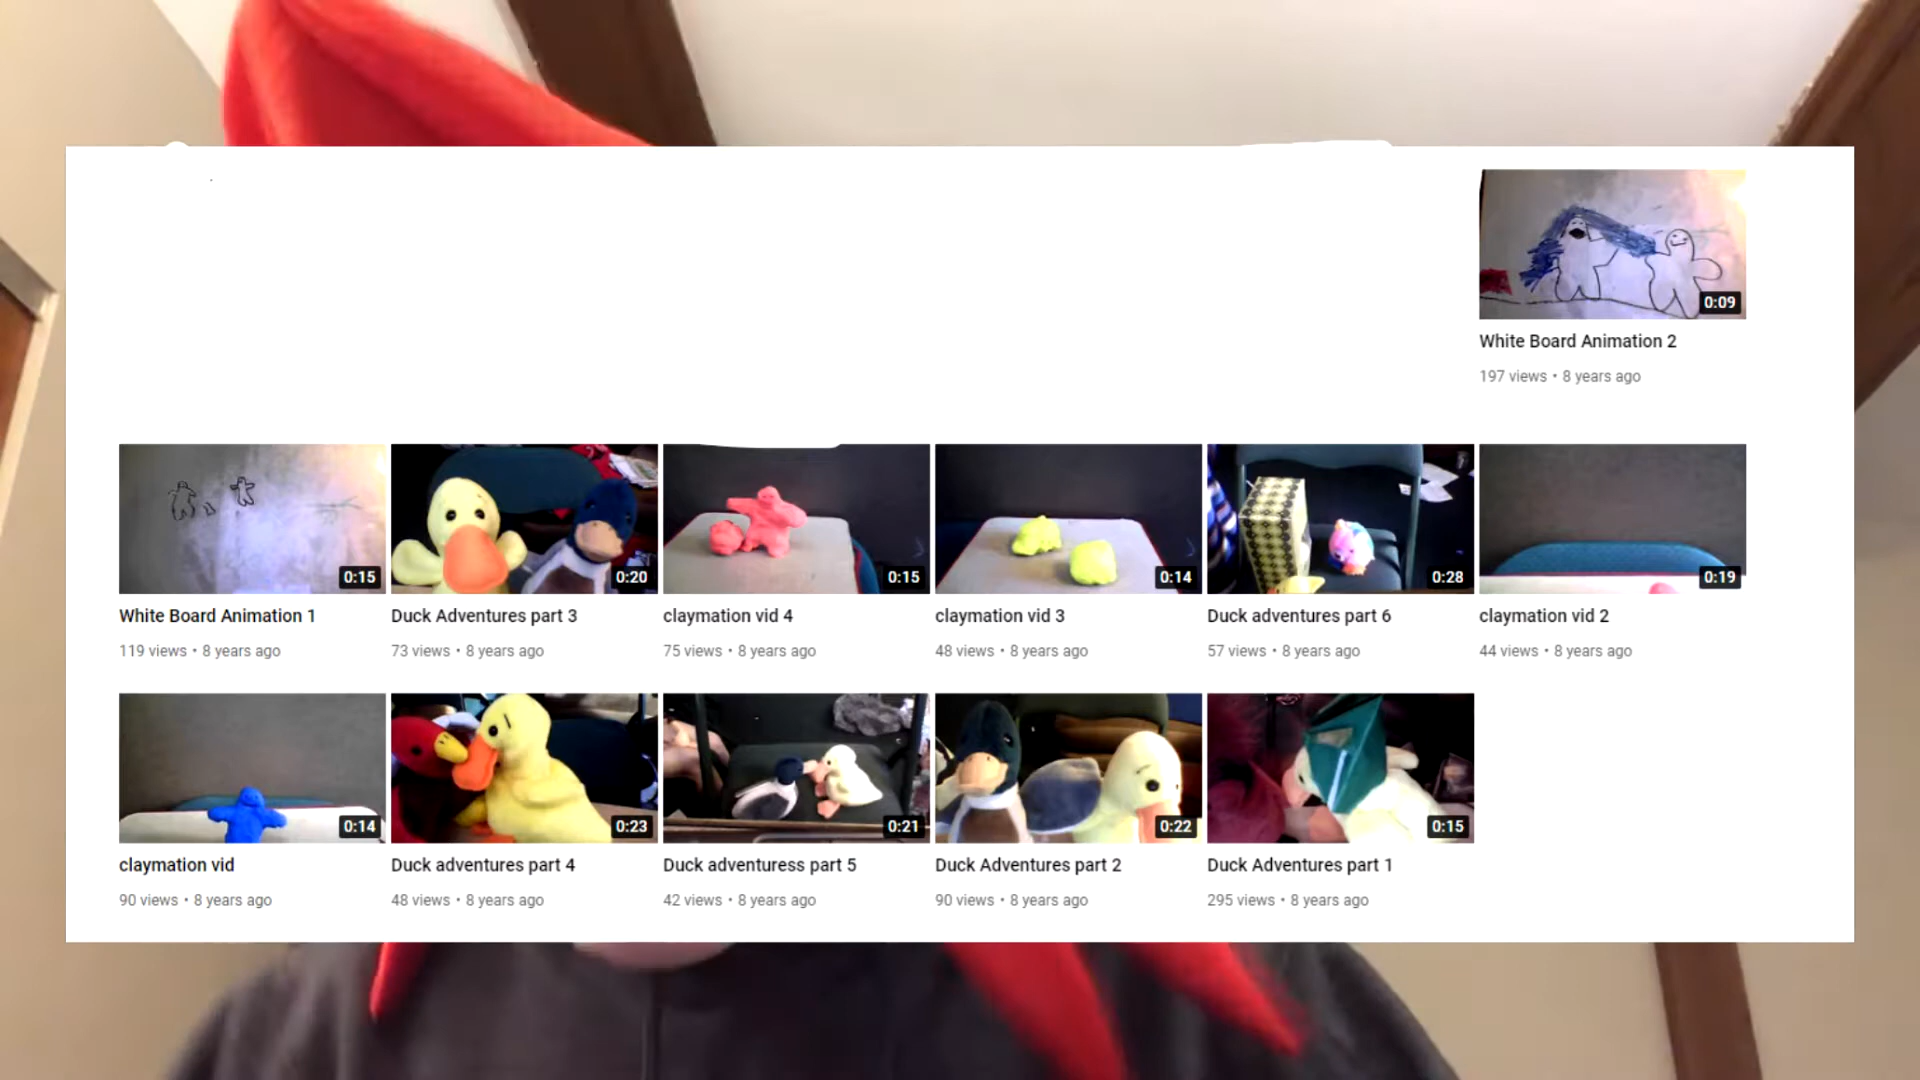 0:09
White Board Animation 2
197 views • 8 years ago
0:15
0:20
0:15
0:14
0:28
0:19
White Board Animation 1
Duck Adventures part 3
claymation vid 4
claymation vid 3
Duck adventures part 6
claymation vid 2
119 views • 8 years ago
73 views • 8 years ago
75 views • 8 years ago
48 views • 8 years ago
57 views • 8 years ago
44 views • 8 years ago
0:14
0:23
0:21
0:22
0:15
claymation vid
Duck adventures part 4
Duck adventuress part 5
Duck Adventures part 2
Duck Adventures part 1
90 views • 8 years ago
48 views • 8 years ago
42 views • 8 years ago
90 views • 8 years ago
295 views • 8 years ago